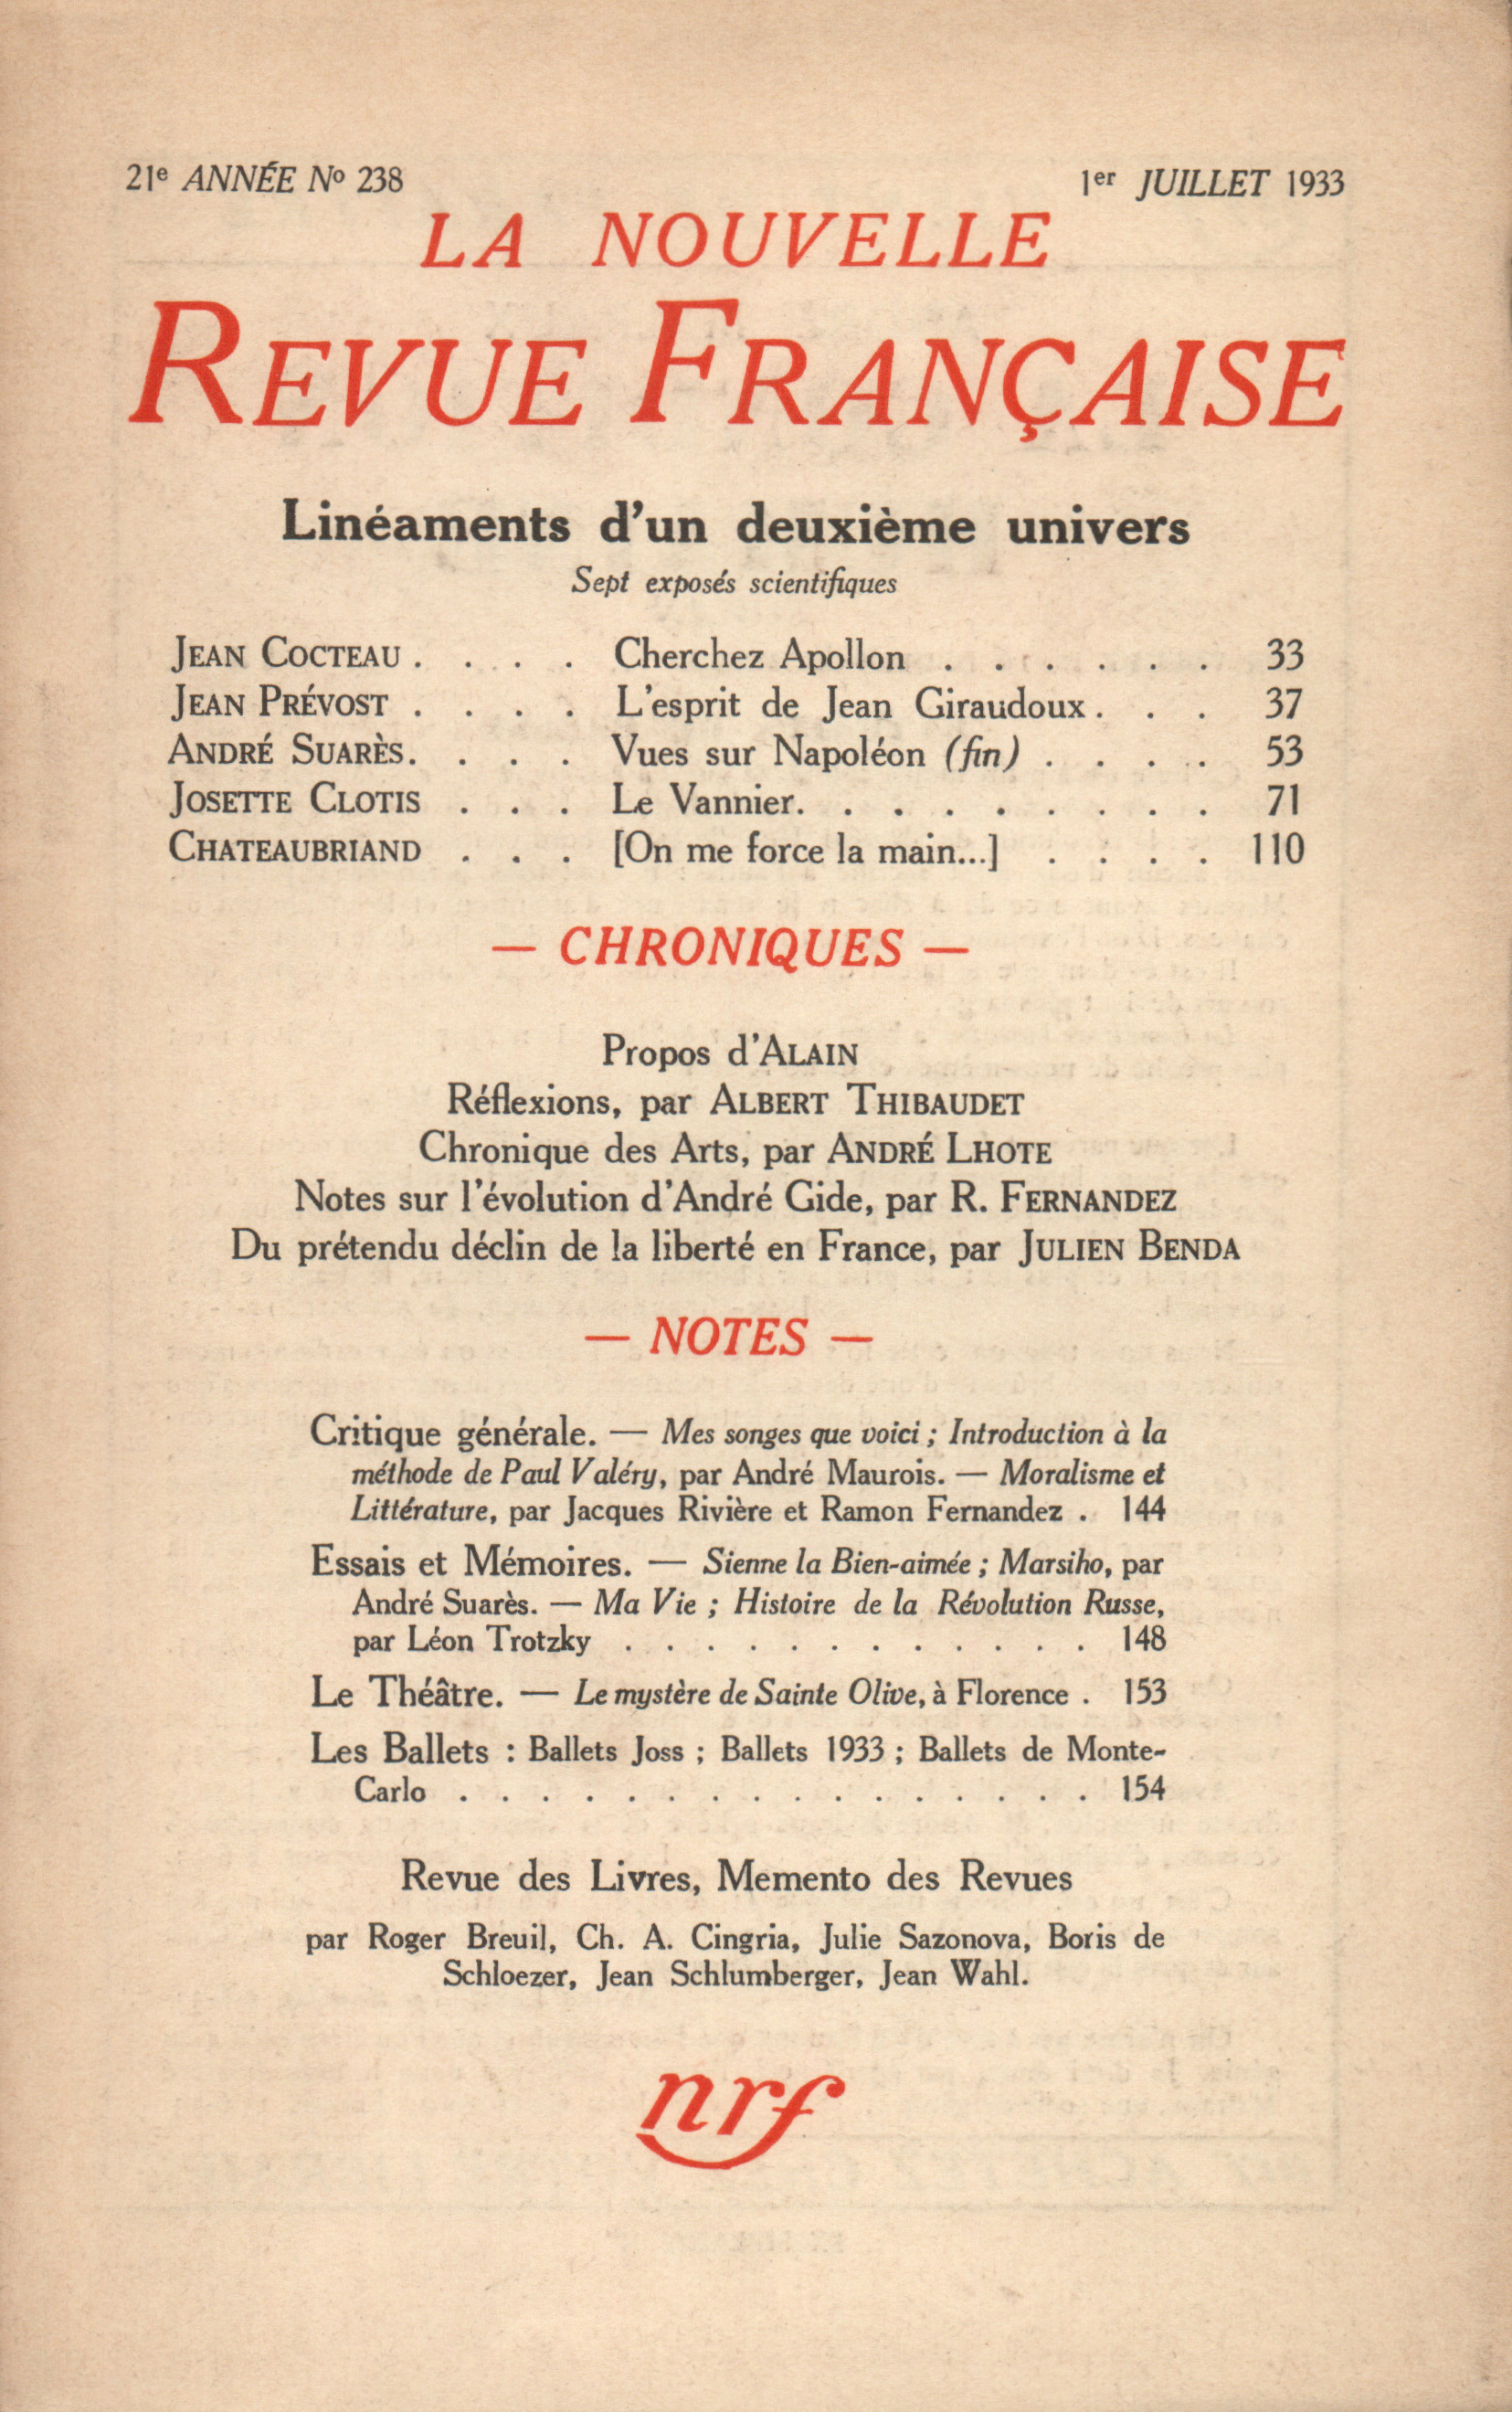 21e ANNÉE No 238
1er JUILLET 1933
LA NOUVELLE
REVUE FRANÇAISE
Linéaments d'un deuxième univers
Sept exposés scientifiques
JEAN COCTEAU . . . . Cherchez Apollon . . . . . . 33
JEAN PRÉVOST . . . . L'esprit de Jean Giraudoux. . . 37
ANDRÉ SUARÈS. . . . Vues sur Napoléon (fin) . . . . 53
JOSETTE CLOTIS . . . Le Vannier. . . . . . . . . 71
CHATEAUBRIAND . . . [On me force la main...] . . . . 110
— CHRONIQUES —
Propos d'ALAIN
Réflexions, par ALBERT THIBAUDET
Chronique des Arts, par ANDRÉ LHOTE
Notes sur l'évolution d'André Gide, par R. FERNANDEZ
Du prétendu déclin de la liberté en France, par JULIEN BENDA
— NOTES —
Critique générale. — Mes songes que voici ; Introduction à la
méthode de Paul Valéry, par André Maurois. — Moralisme et
Littérature, par Jacques Rivière et Ramon Fernandez . 144
Essais et Mémoires. — Sienne la Bien-aimée ; Marsiho, par
André Suarès. — Ma Vie ; Histoire de la Révolution Russe,
par Léon Trotzky . . . . . . . . . . . . 148
Le Théâtre. — Le mystère de Sainte Olive, à Florence . 153
Les Ballets : Ballets Joss ; Ballets 1933 ; Ballets de Monte-
Carlo . . . . . . . . . . . . . . . . 154
Revue des Livres, Memento des Revues
par Roger Breuil, Ch. A. Cingria, Julie Sazonova, Boris de
Schloezer, Jean Schlumberger, Jean Wahl.
nrf